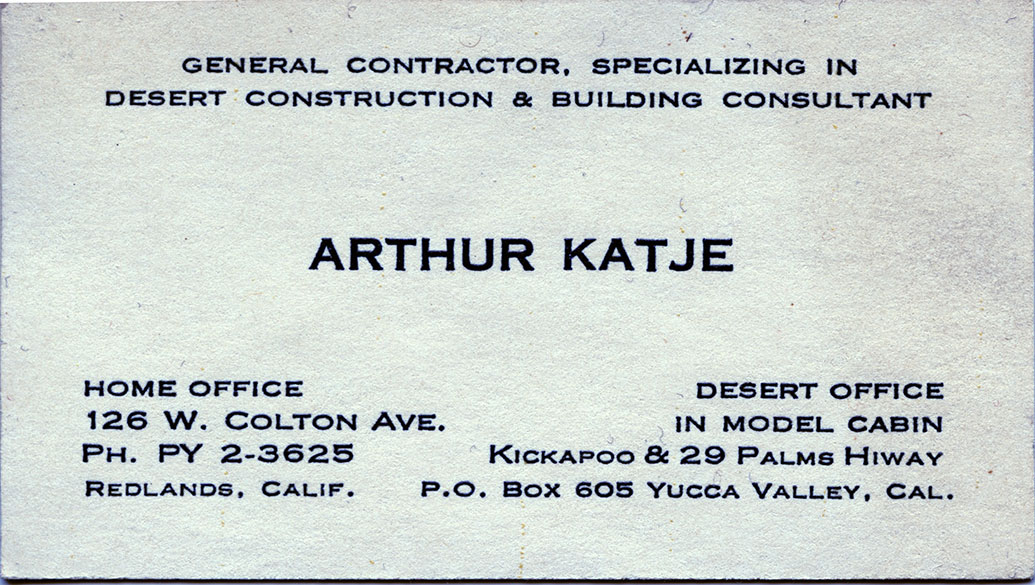 GENERAL CONTRACTOR, SPECIALIZING IN
DESERT CONSTRUCTION & BUILDING CONSULTANT
ARTHUR KATJE
HOME OFFICE
126 W. COLTON AVE.
PH. PY 2-3625
REDLANDS, CALIF.
DESERT OFFICE
IN MODEL CABIN
KICKAPOO & 29 PALMS HIWAY
P.O. BOX 605 YUCCA VALLEY, CAL.